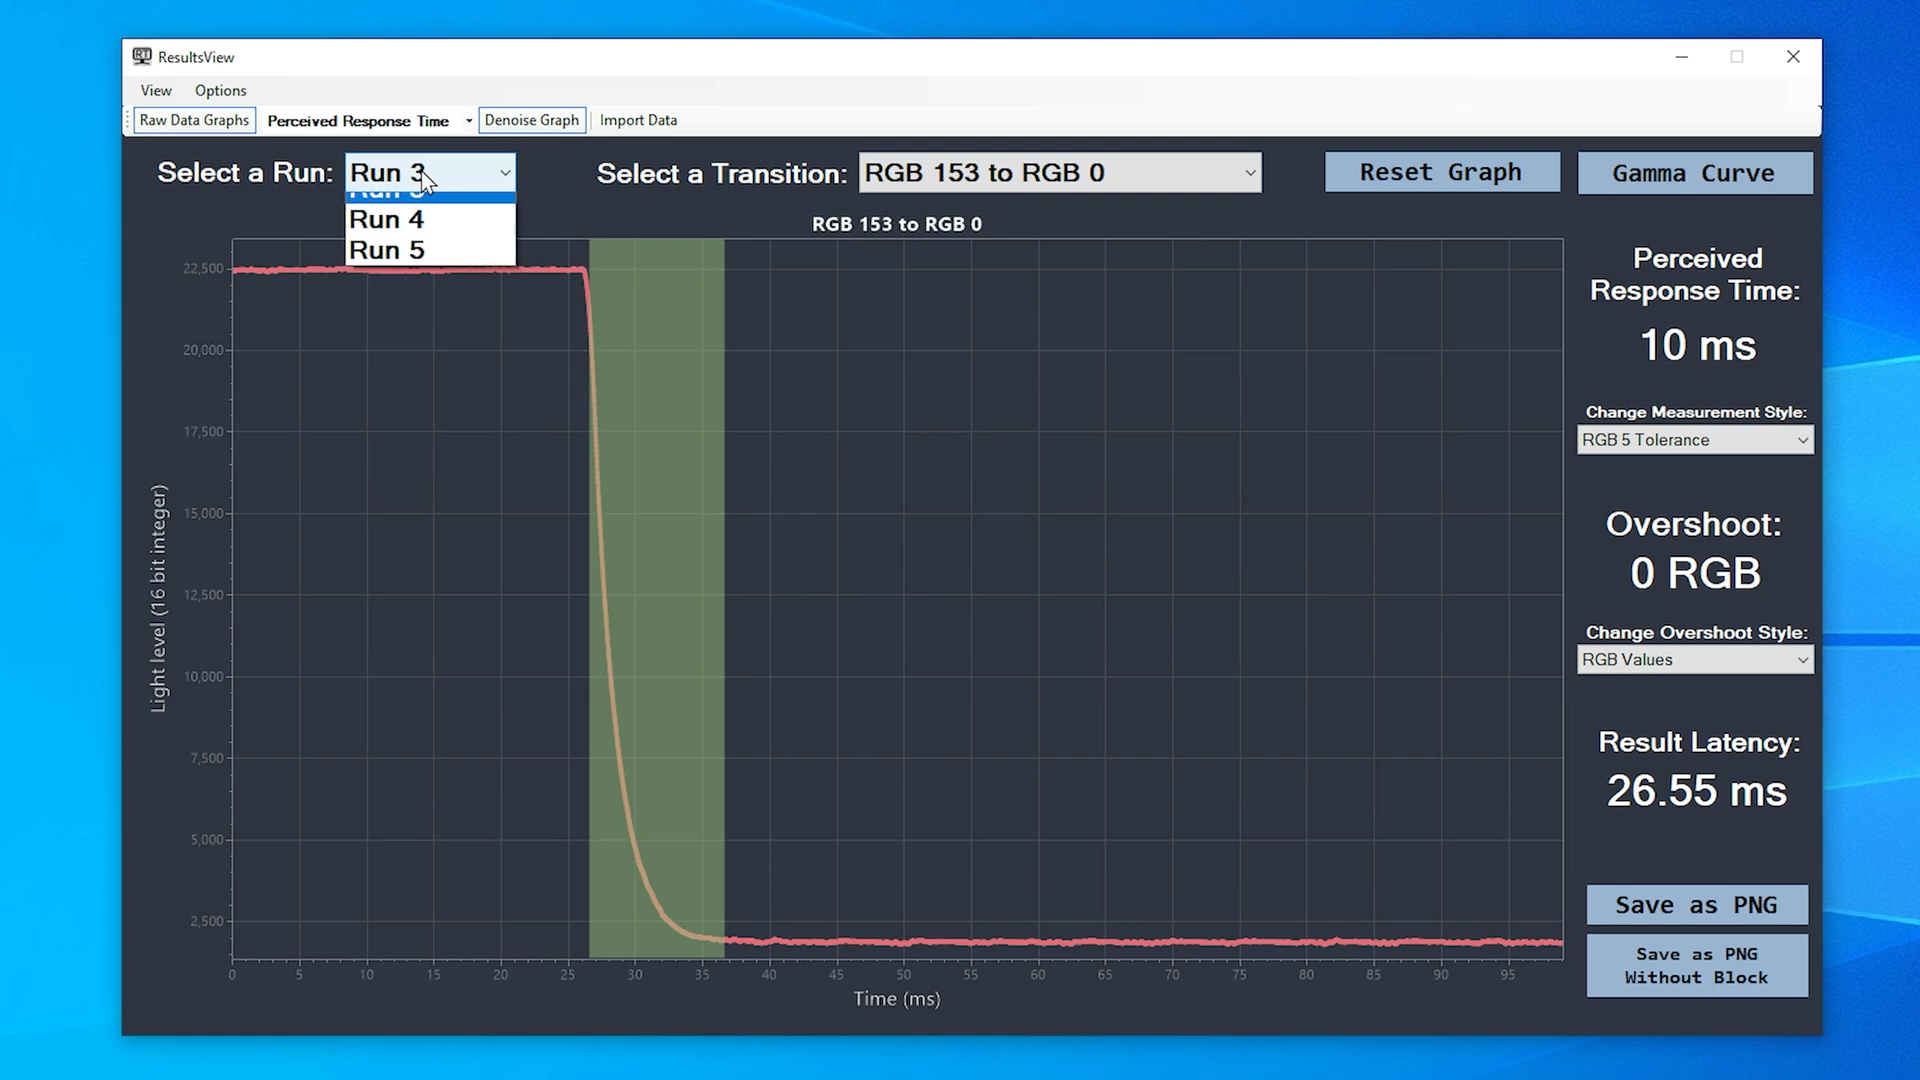 ResultsView
View Options
Raw Data Graphs Perceived Response Time Denoise Graph Import Data
Select a Run: Run 3 Select a Transition: RGB 153 to RGB 0 Reset Graph Gamma Curve
Run 3
Run 4
Run 5
RGB 153 to RGB 0
22,500
20,000
17,500
15,000
12,500
10,000
7,500
5,000
2,500
Light level (16 bit integer)
0 5 10 15 20 25 30 35 40 45 50 55 60 65 70 75 80 85 90 95
Time (ms)
Perceived
Response Time:
10 ms
Change Measurement Style:
RGB 5 Tolerance
Overshoot:
0 RGB
Change Overshoot Style:
RGB Values
Result Latency:
26.55 ms
Save as PNG
Save as PNG
Without Block